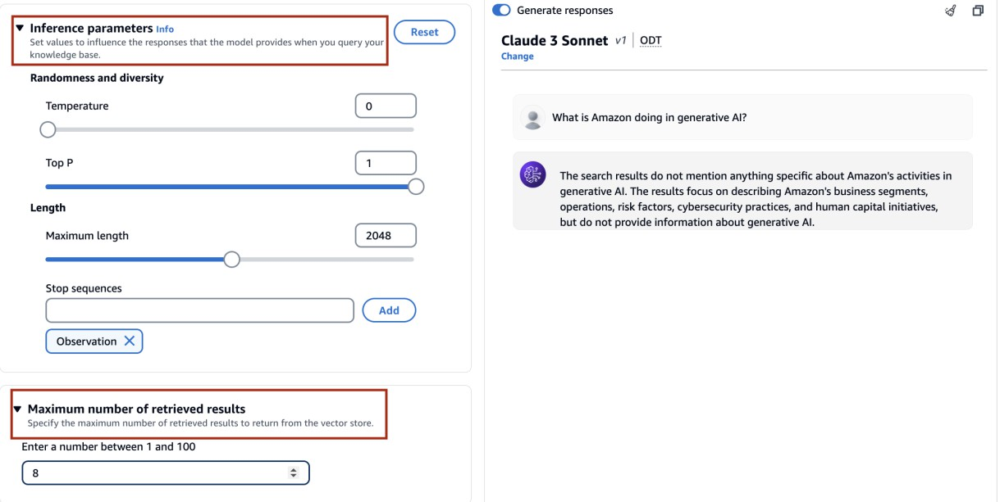 Inference parameters Info
Set values to influence the responses that the model provides when you query your
knowledge base.
Reset
Randomness and diversity
Temperature
0
Top P
1
Length
Maximum length
2048
Stop sequences
Add
Observation
Maximum number of retrieved results
Specify the maximum number of retrieved results to return from the vector store.
Enter a number between 1 and 100
8
Generate responses
Claude 3 Sonnet v1 | ODT
Change
What is Amazon doing in generative AI?
The search results do not mention anything specific about Amazon's activities in
generative AI. The results focus on describing Amazon's business segments,
operations, risk factors, cybersecurity practices, and human capital initiatives,
but do not provide information about generative AI.